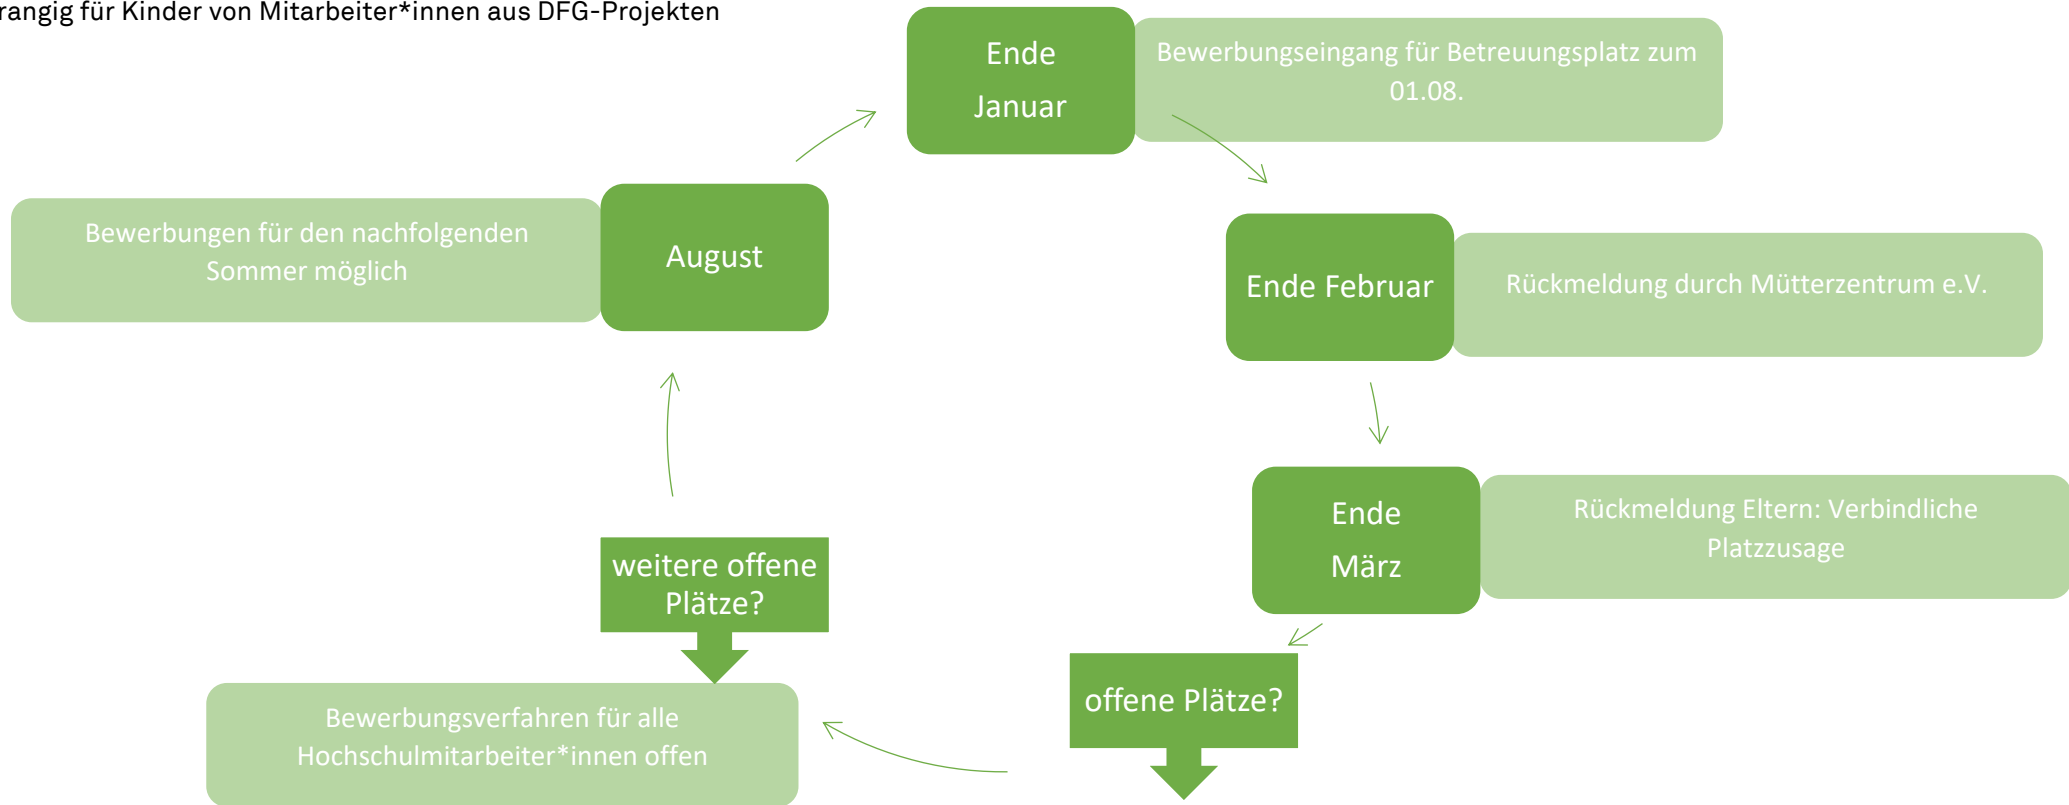 für Kinder von Mitarbeiter*innen aus DFG-Projekten
Ende
Januar
Bewerbungseingang für Betreuungsplatz zum
01.08.
Ende Februar
Rückmeldung durch Mütterzentrum e.V.
Ende
März
Rückmeldung Eltern: Verbindliche
Platzzusage
offene Plätze?
weitere offene
Plätze?
Bewerbungsverfahren für alle
Hochschulmitarbeiter*innen offen
August
Bewerbungen für den nachfolgenden
Sommer möglich